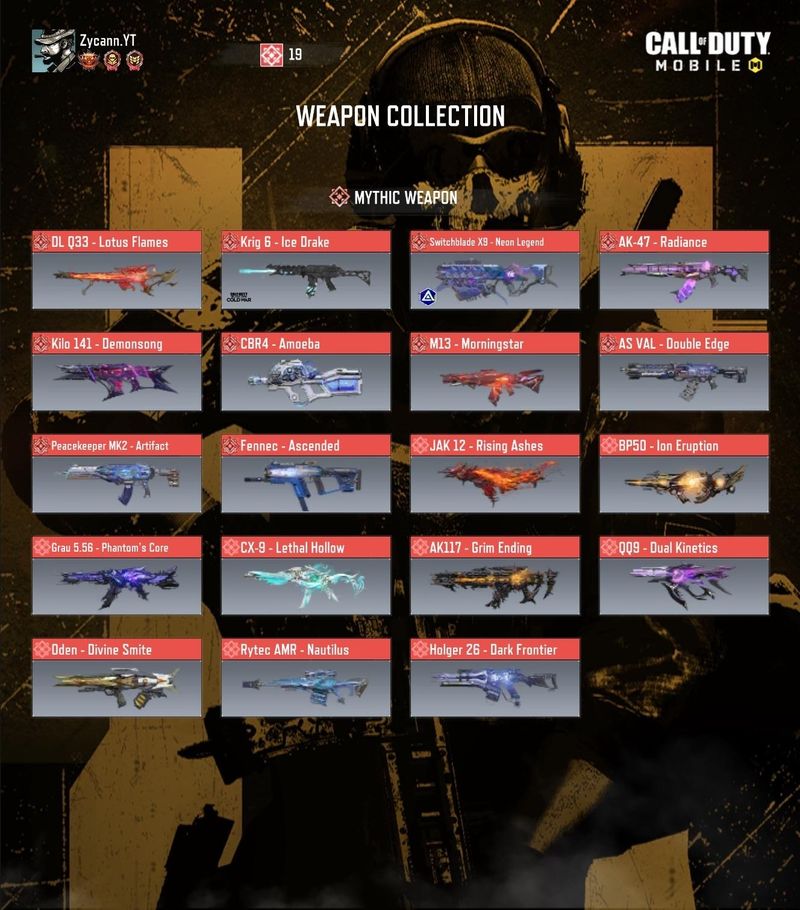 Zycann.YT
19
CALL OF DUTY
MOBILE
WEAPON COLLECTION
MYTHIC WEAPON
DL Q33 - Lotus Flames
Krig 6 - Ice Drake
Switchblade X9 - Neon Legend
AK-47 - Radiance
COLD WAR
Kilo 141 - Demonsong
CBR4 - Amoeba
M13 - Morningstar
AS VAL - Double Edge
Peacekeeper MK2 - Artifact
Fennec - Ascended
JAK 12 - Rising Ashes
BP50 - Ion Eruption
Grau 5.56 - Phantom's Core
CX-9 - Lethal Hollow
AK117 - Grim Ending
QQ9 - Dual Kinetics
Oden - Divine Smite
Rytec AMR - Nautilus
Holger 26 - Dark Frontier